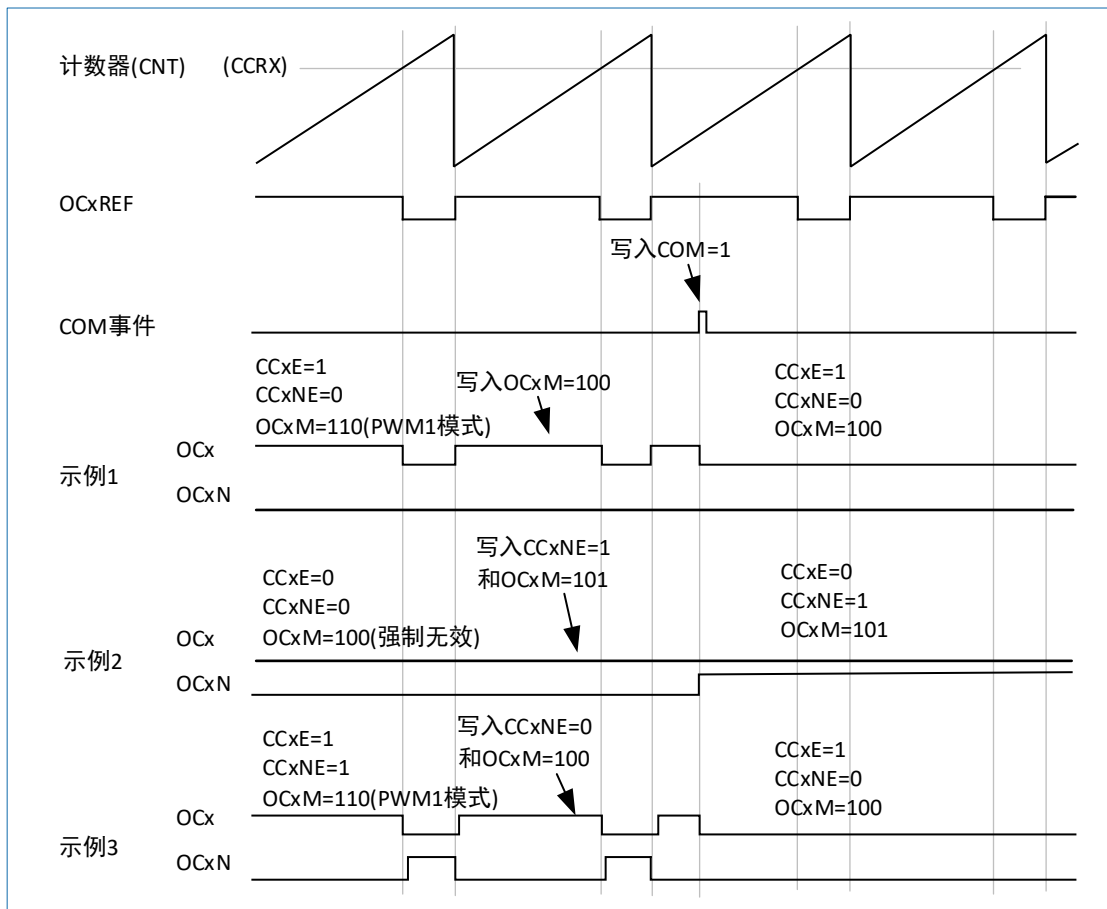 计数器(CNT) (CCRX)
OCxREF
写入COM=1
COM事件
CCxE=1
CCxNE=0
OCxM=110(PWM1模式)
写入OCxM=100
CCxE=1
CCxNE=0
OCxM=100
OCx
示例1
OCxN
写入CCxNE=1
和OCxM=101
CCxE=0
CCxNE=0
OCxM=100(强制无效)
CCxE=0
CCxNE=1
OCxM=101
OCx
示例2
OCxN
写入CCxNE=0
和OCxM=100
CCxE=1
CCxNE=1
OCxM=110(PWM1模式)
CCxE=1
CCxNE=0
OCxM=100
OCx
示例3
OCxN